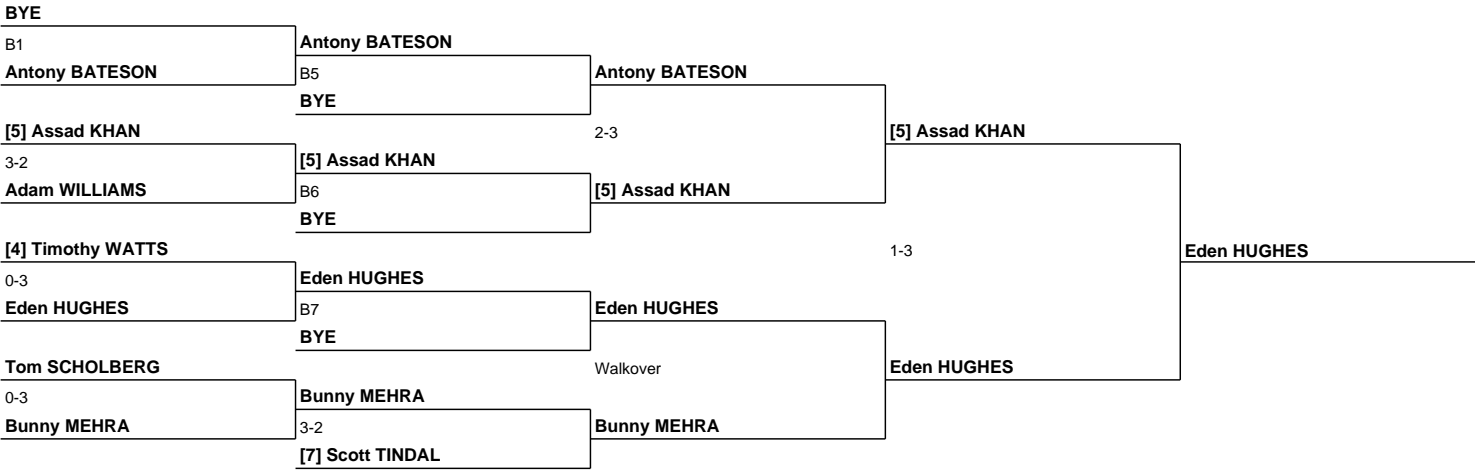 BYE
B1
Antony BATESON
Antony BATESON
B5
BYE
Antony BATESON
[5] Assad KHAN
3-2
Adam WILLIAMS
[5] Assad KHAN
B6
BYE
2-3
[5] Assad KHAN
[5] Assad KHAN
[4] Timothy WATTS
0-3
Eden HUGHES
Eden HUGHES
B7
BYE
Eden HUGHES
Tom SCHOLBERG
0-3
Bunny MEHRA
Bunny MEHRA
3-2
[7] Scott TINDAL
Walkover
Bunny MEHRA
Eden HUGHES
1-3
Eden HUGHES